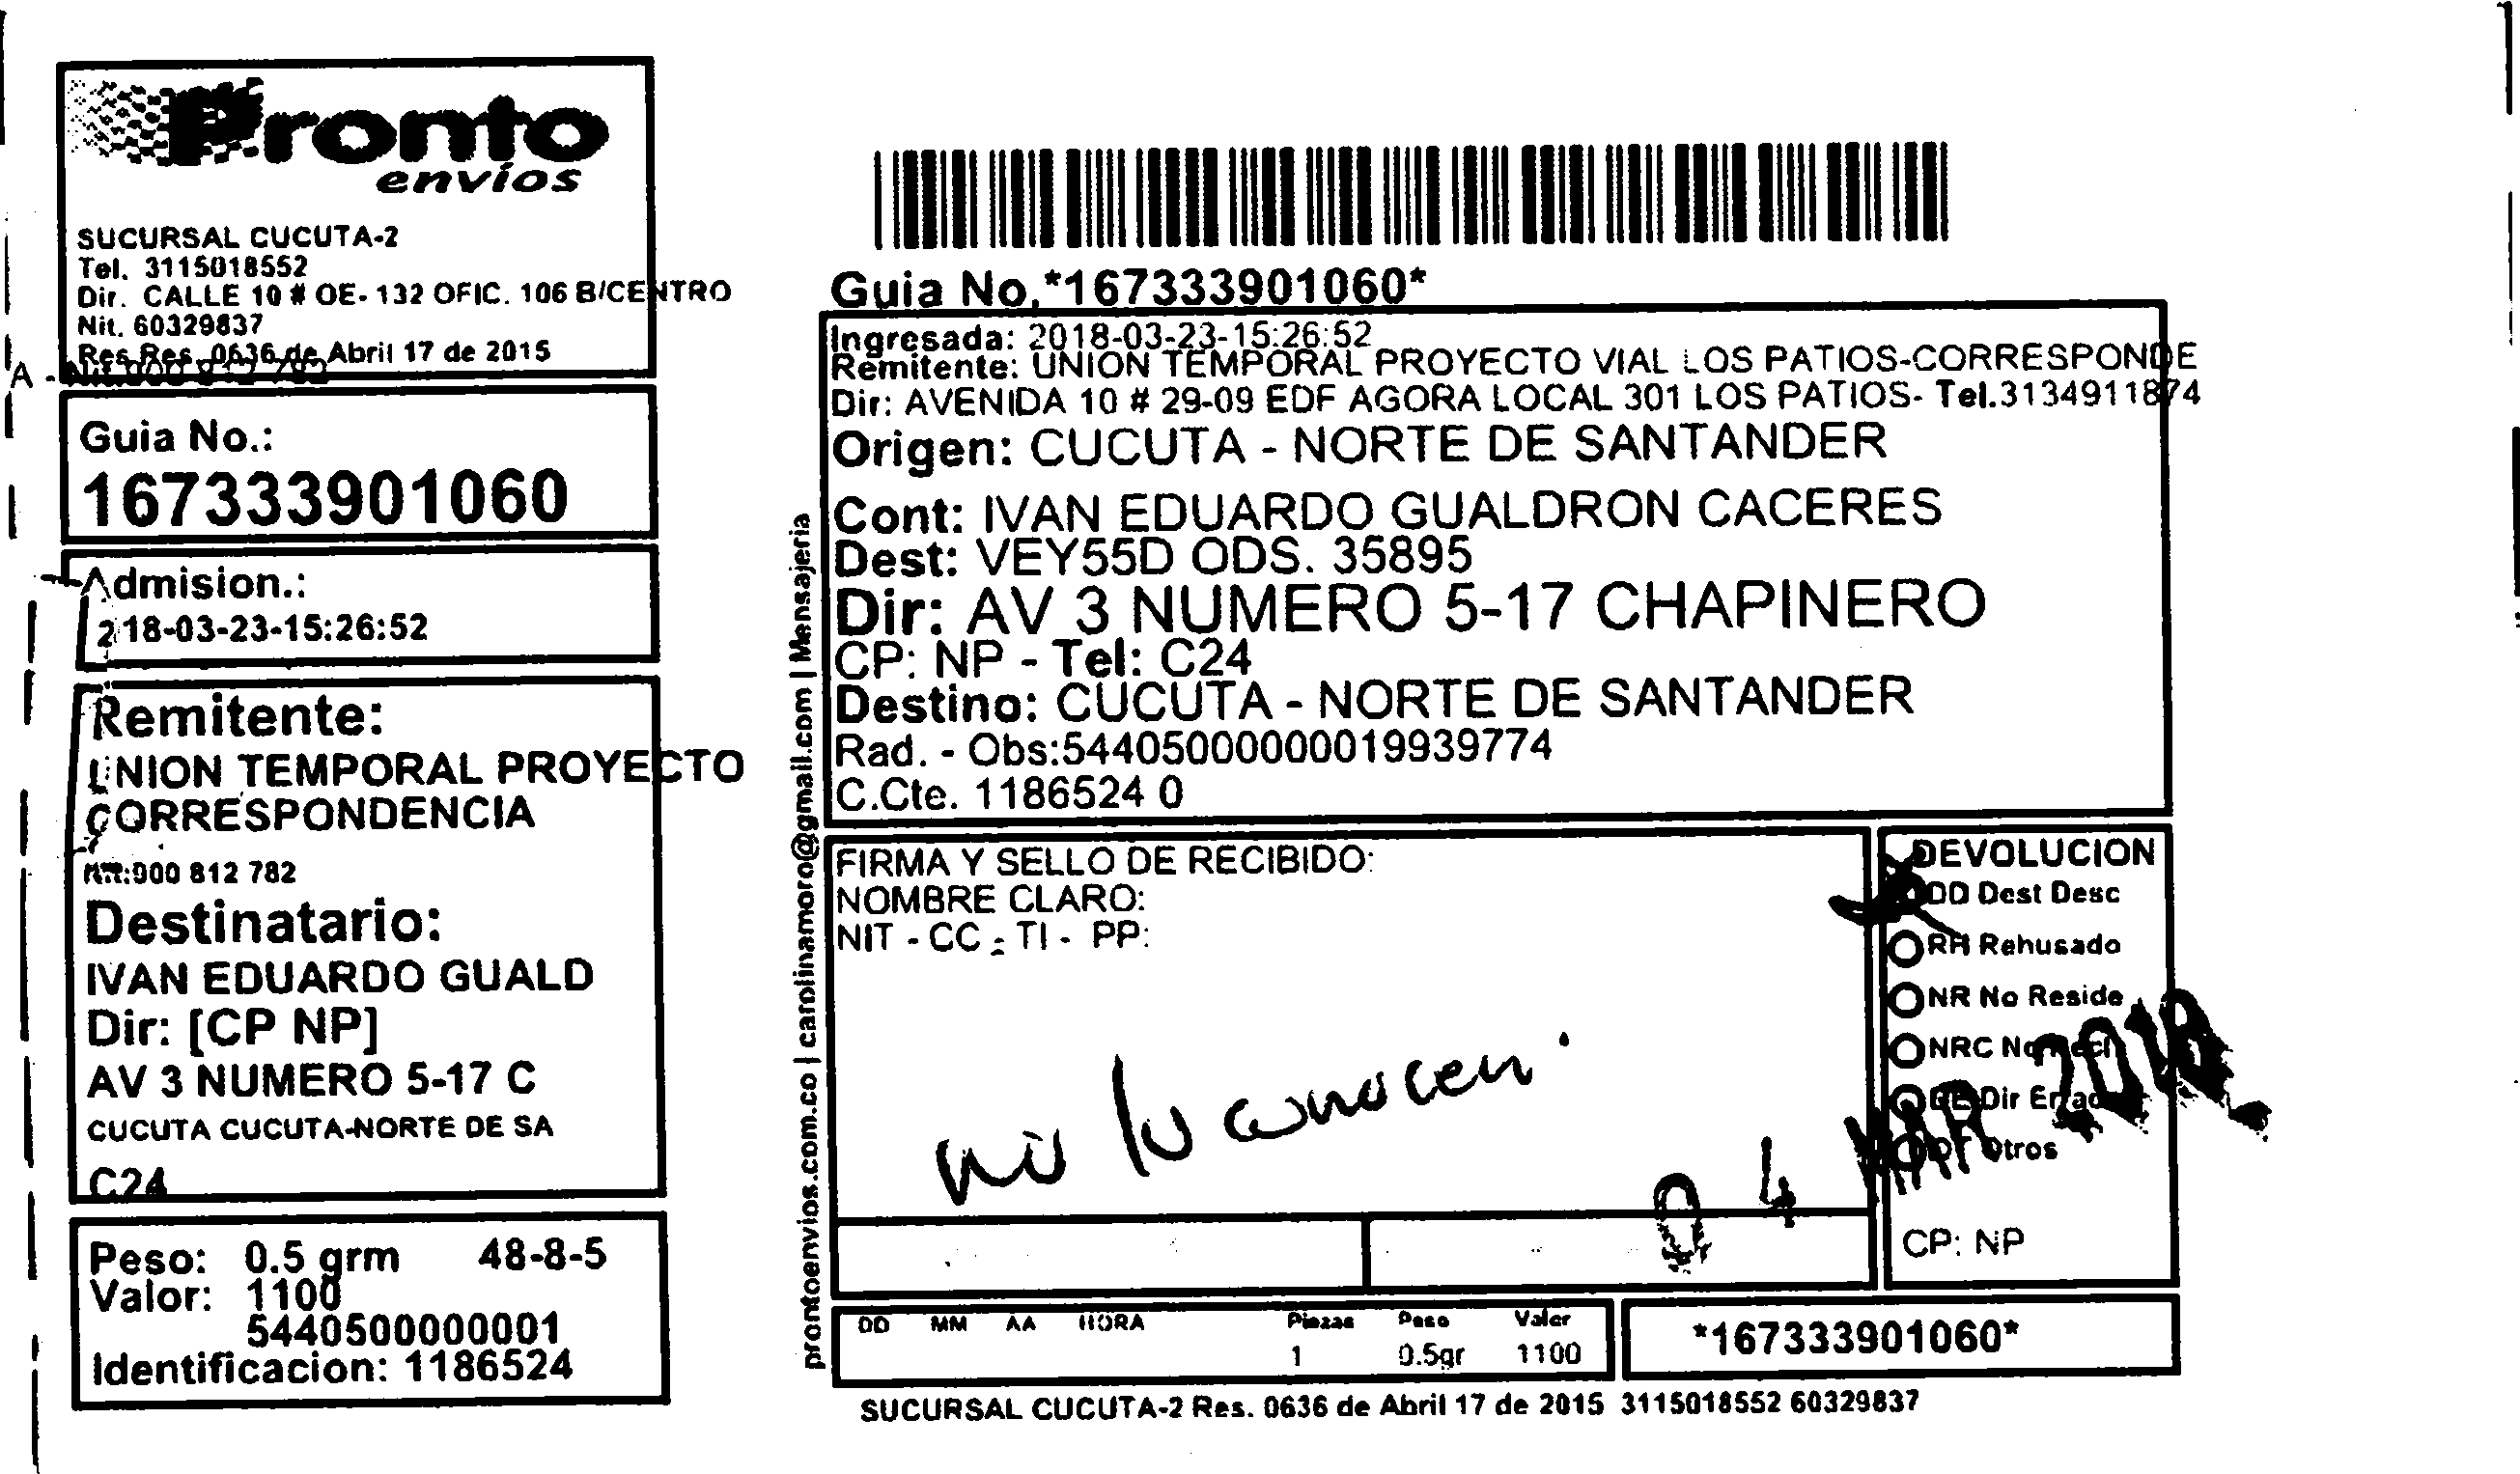 Pronto
envíos
SUCURSAL CUCUTA-2
Tel. 3115018552
Dir. CALLE 10 # OE- 132 OFIC. 106 B/CENTRO
Nit. 60329837
Res Res. 0636 de Abril 17 de 2015
Guia No.:
167333901060
Admision.:
18-03-23-15:26:52
Remitente:
UNION TEMPORAL PROYECTO
CORRESPONDENCIA
900 812 782
Destinatario:
IVAN EDUARDO GUALD
Dir: [CP NP]
AV 3 NUMERO 5-17 C
CUCUTA CUCUTA-NORTE DE SA
C24
Peso: 0.5 grm 48-8-5
Valor: 1100
5440500000001
Identificacion: 1186524
prontoenvios.com.co | carolinamoro@gmail.com | Mensajeria
Guia No.*167333901060*
Ingresada: 2018-03-23-15:26:52
Remitente: UNION TEMPORAL PROYECTO VIAL LOS PATIOS-CORRESPONDE
Dir: AVENIDA 10 # 29-09 EDF AGORA LOCAL 301 LOS PATIOS- Tel.3134911874
Origen: CUCUTA - NORTE DE SANTANDER
Cont: IVAN EDUARDO GUALDRON CACERES
Dest: VEY55D ODS. 35895
Dir: AV 3 NUMERO 5-17 CHAPINERO
CP: NP - Tel: C24
Destino: CUCUTA - NORTE DE SANTANDER
Rad. - Obs:544050000000019939774
C.Cte. 1186524 0
FIRMA Y SELLO DE RECIBIDO:
NOMBRE CLARO:
NIT - CC - TI - PP:
no lo conocen.
DEVOLUCION
DD Dest Desc
RH Rehusado
NR No Reside
NRC No Recl
DE Dir Errad
OT Otros
04 2018
CP: NP
DD MM AA HORA Piezas Peso Valor
1 0.5gr 1100
*167333901060*
SUCURSAL CUCUTA-2 Res. 0636 de Abril 17 de 2015 3115018552 60329837